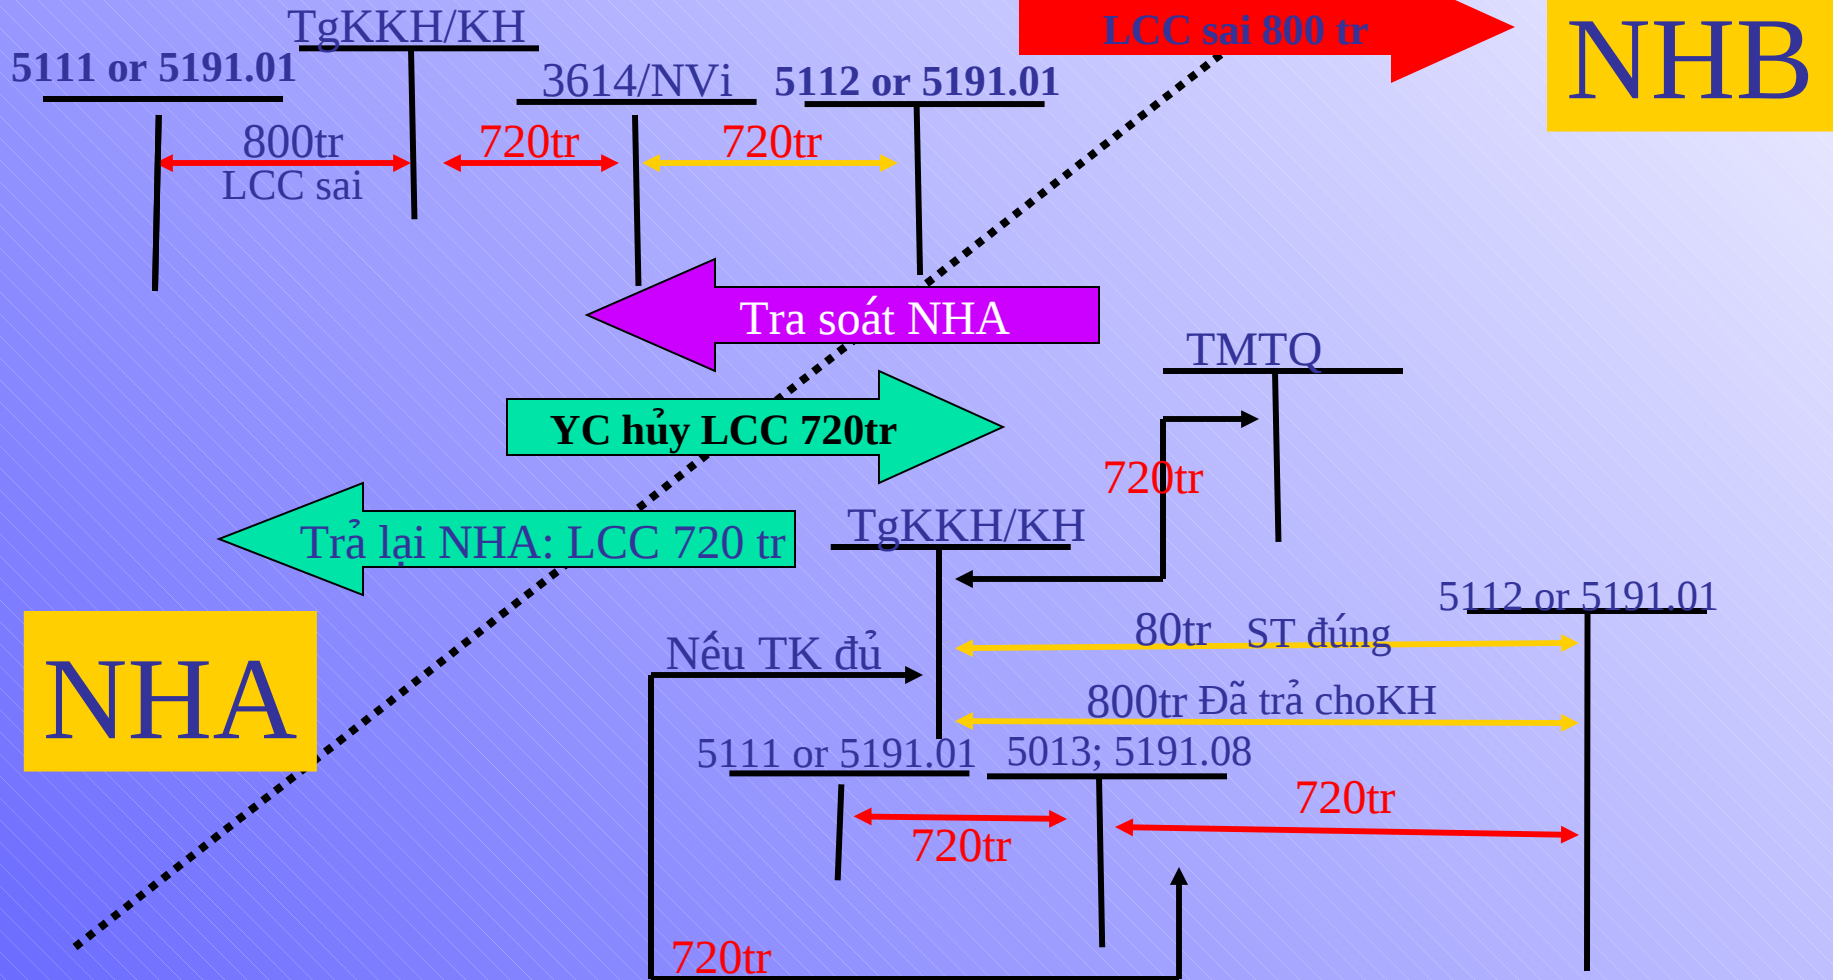 TgKKH/KH
LCC sai 800 tr
NHB
5111 or 5191.01
3614/NVi
5112 or 5191.01
800tr
720tr
720tr
LCC sai
Tra soát NHA
TMTQ
YC hủy LCC 720tr
720tr
Trả lại NHA: LCC 720 tr
TgKKH/KH
5112 or 5191.01
80tr
ST đúng
Nếu TK đủ
NHA
800tr
Đã trả choKH
5111 or 5191.01
5013; 5191.08
720tr
720tr
720tr